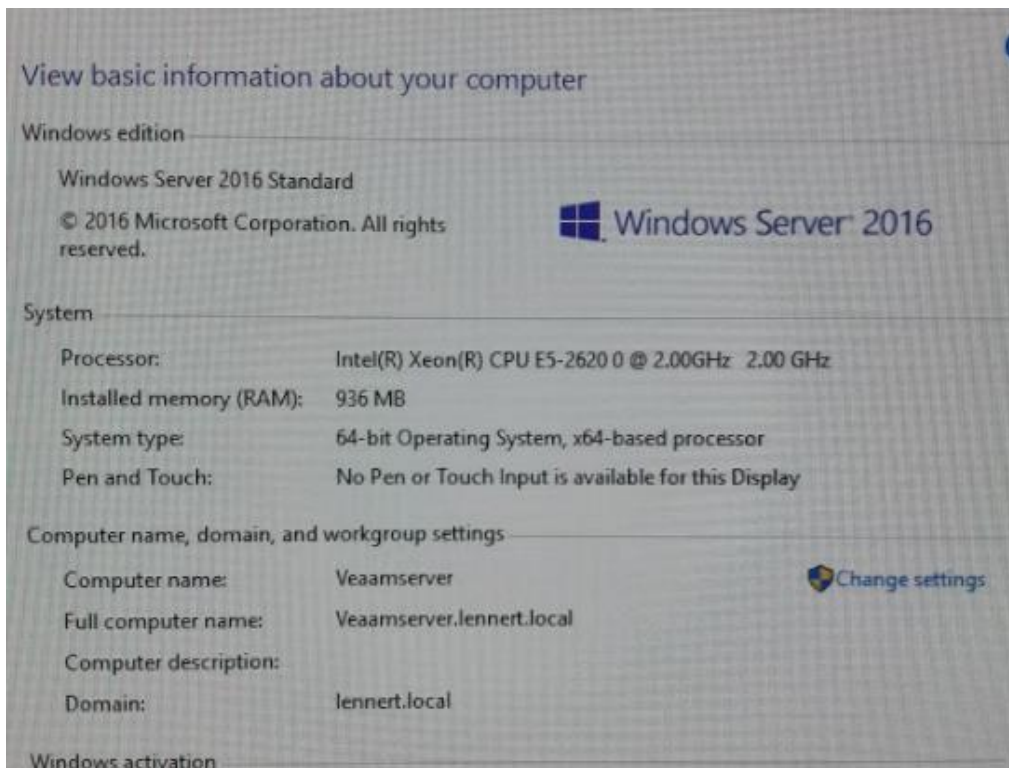 View basic information about your computer
Windows edition
Windows Server 2016 Standard
© 2016 Microsoft Corporation. All rights
reserved.
Windows Server 2016
System
Processor: Intel(R) Xeon(R) CPU E5-2620 0 @ 2.00GHz 2.00 GHz
Installed memory (RAM): 936 MB
System type: 64-bit Operating System, x64-based processor
Pen and Touch: No Pen or Touch Input is available for this Display
Computer name, domain, and workgroup settings
Computer name: Veaamserver
Change settings
Full computer name: Veaamserver.lennert.local
Computer description:
Domain: lennert.local
Windows activation